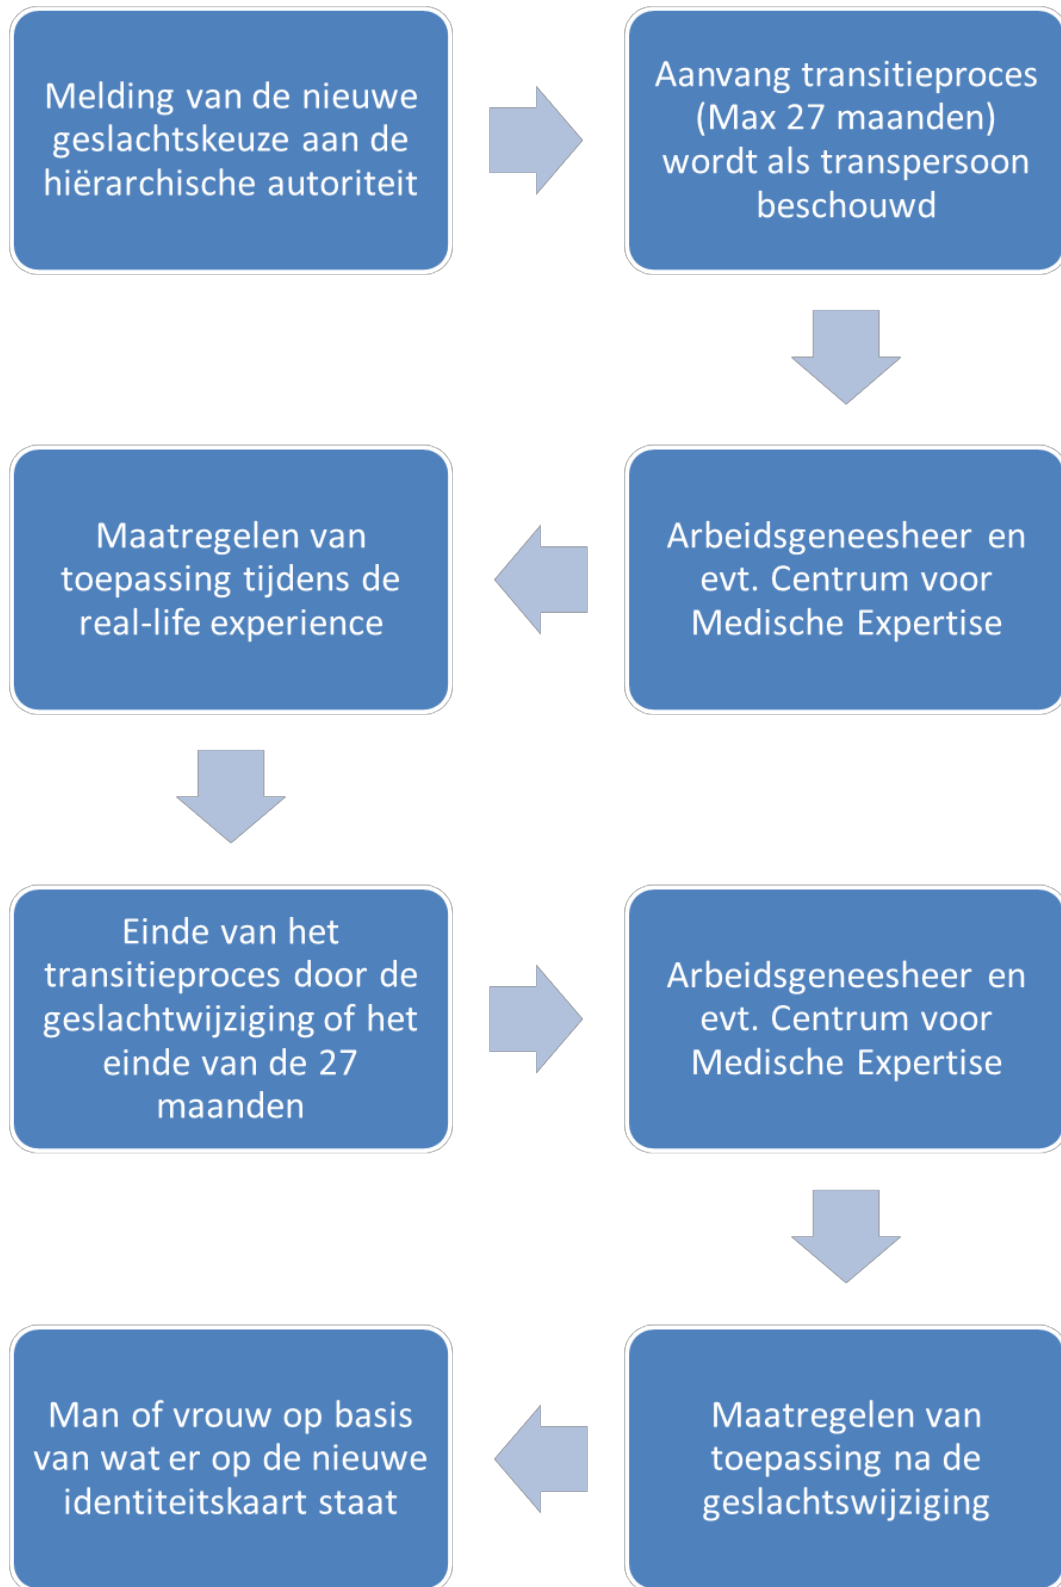 Melding van de nieuwe
geslachtskeuze aan de
hiërarchische autoriteit
Aanvang transitieproces
(Max 27 maanden)
wordt als transpersoon
beschouwd
Arbeidsgeneesheer en
evt. Centrum voor
Medische Expertise
Maatregelen van
toepassing tijdens de
real-life experience
Einde van het
transitieproces door de
geslachtwijziging of het
einde van de 27
maanden
Arbeidsgeneesheer en
evt. Centrum voor
Medische Expertise
Maatregelen van
toepassing na de
geslachtswijziging
Man of vrouw op basis
van wat er op de nieuwe
identiteitskaart staat